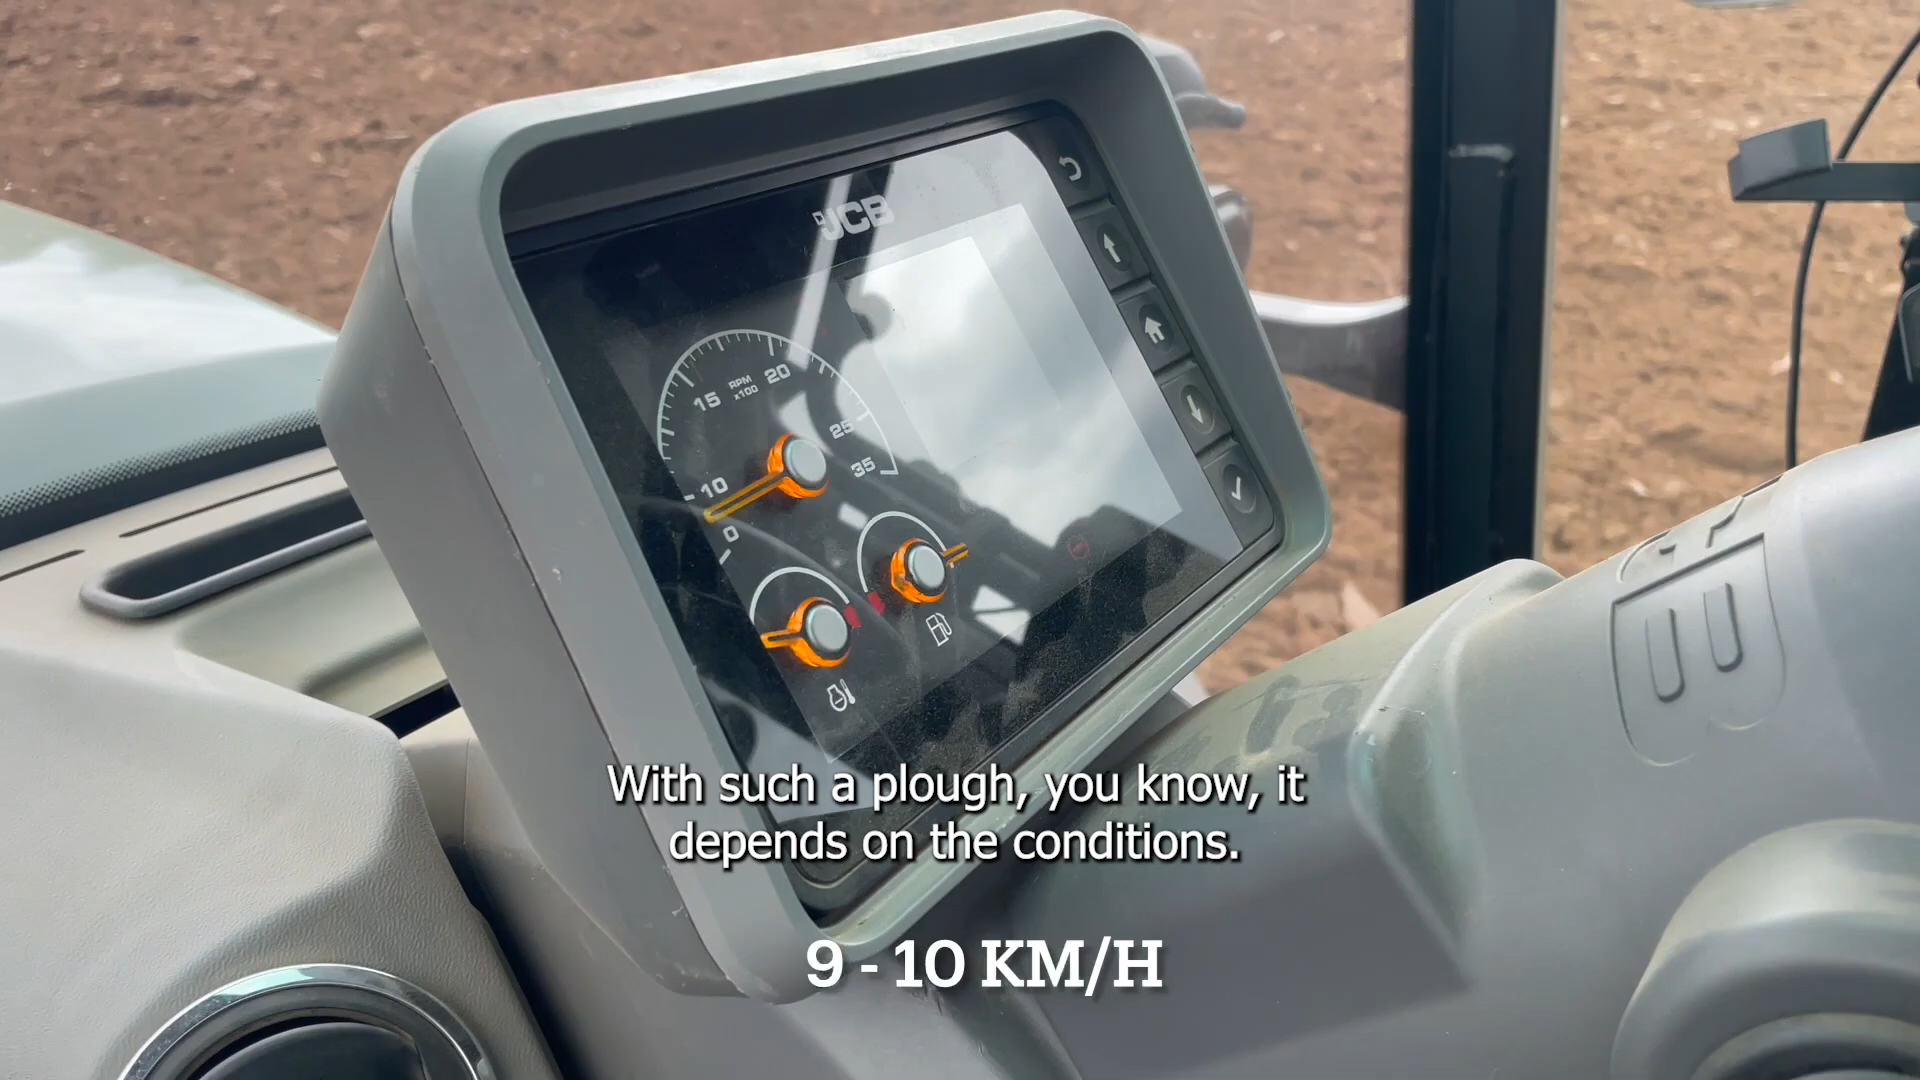 JCB
RPM
x100
20
15
25
35
10
0
With such a plough, you know, it
depends on the conditions.
9 - 10 KM/H